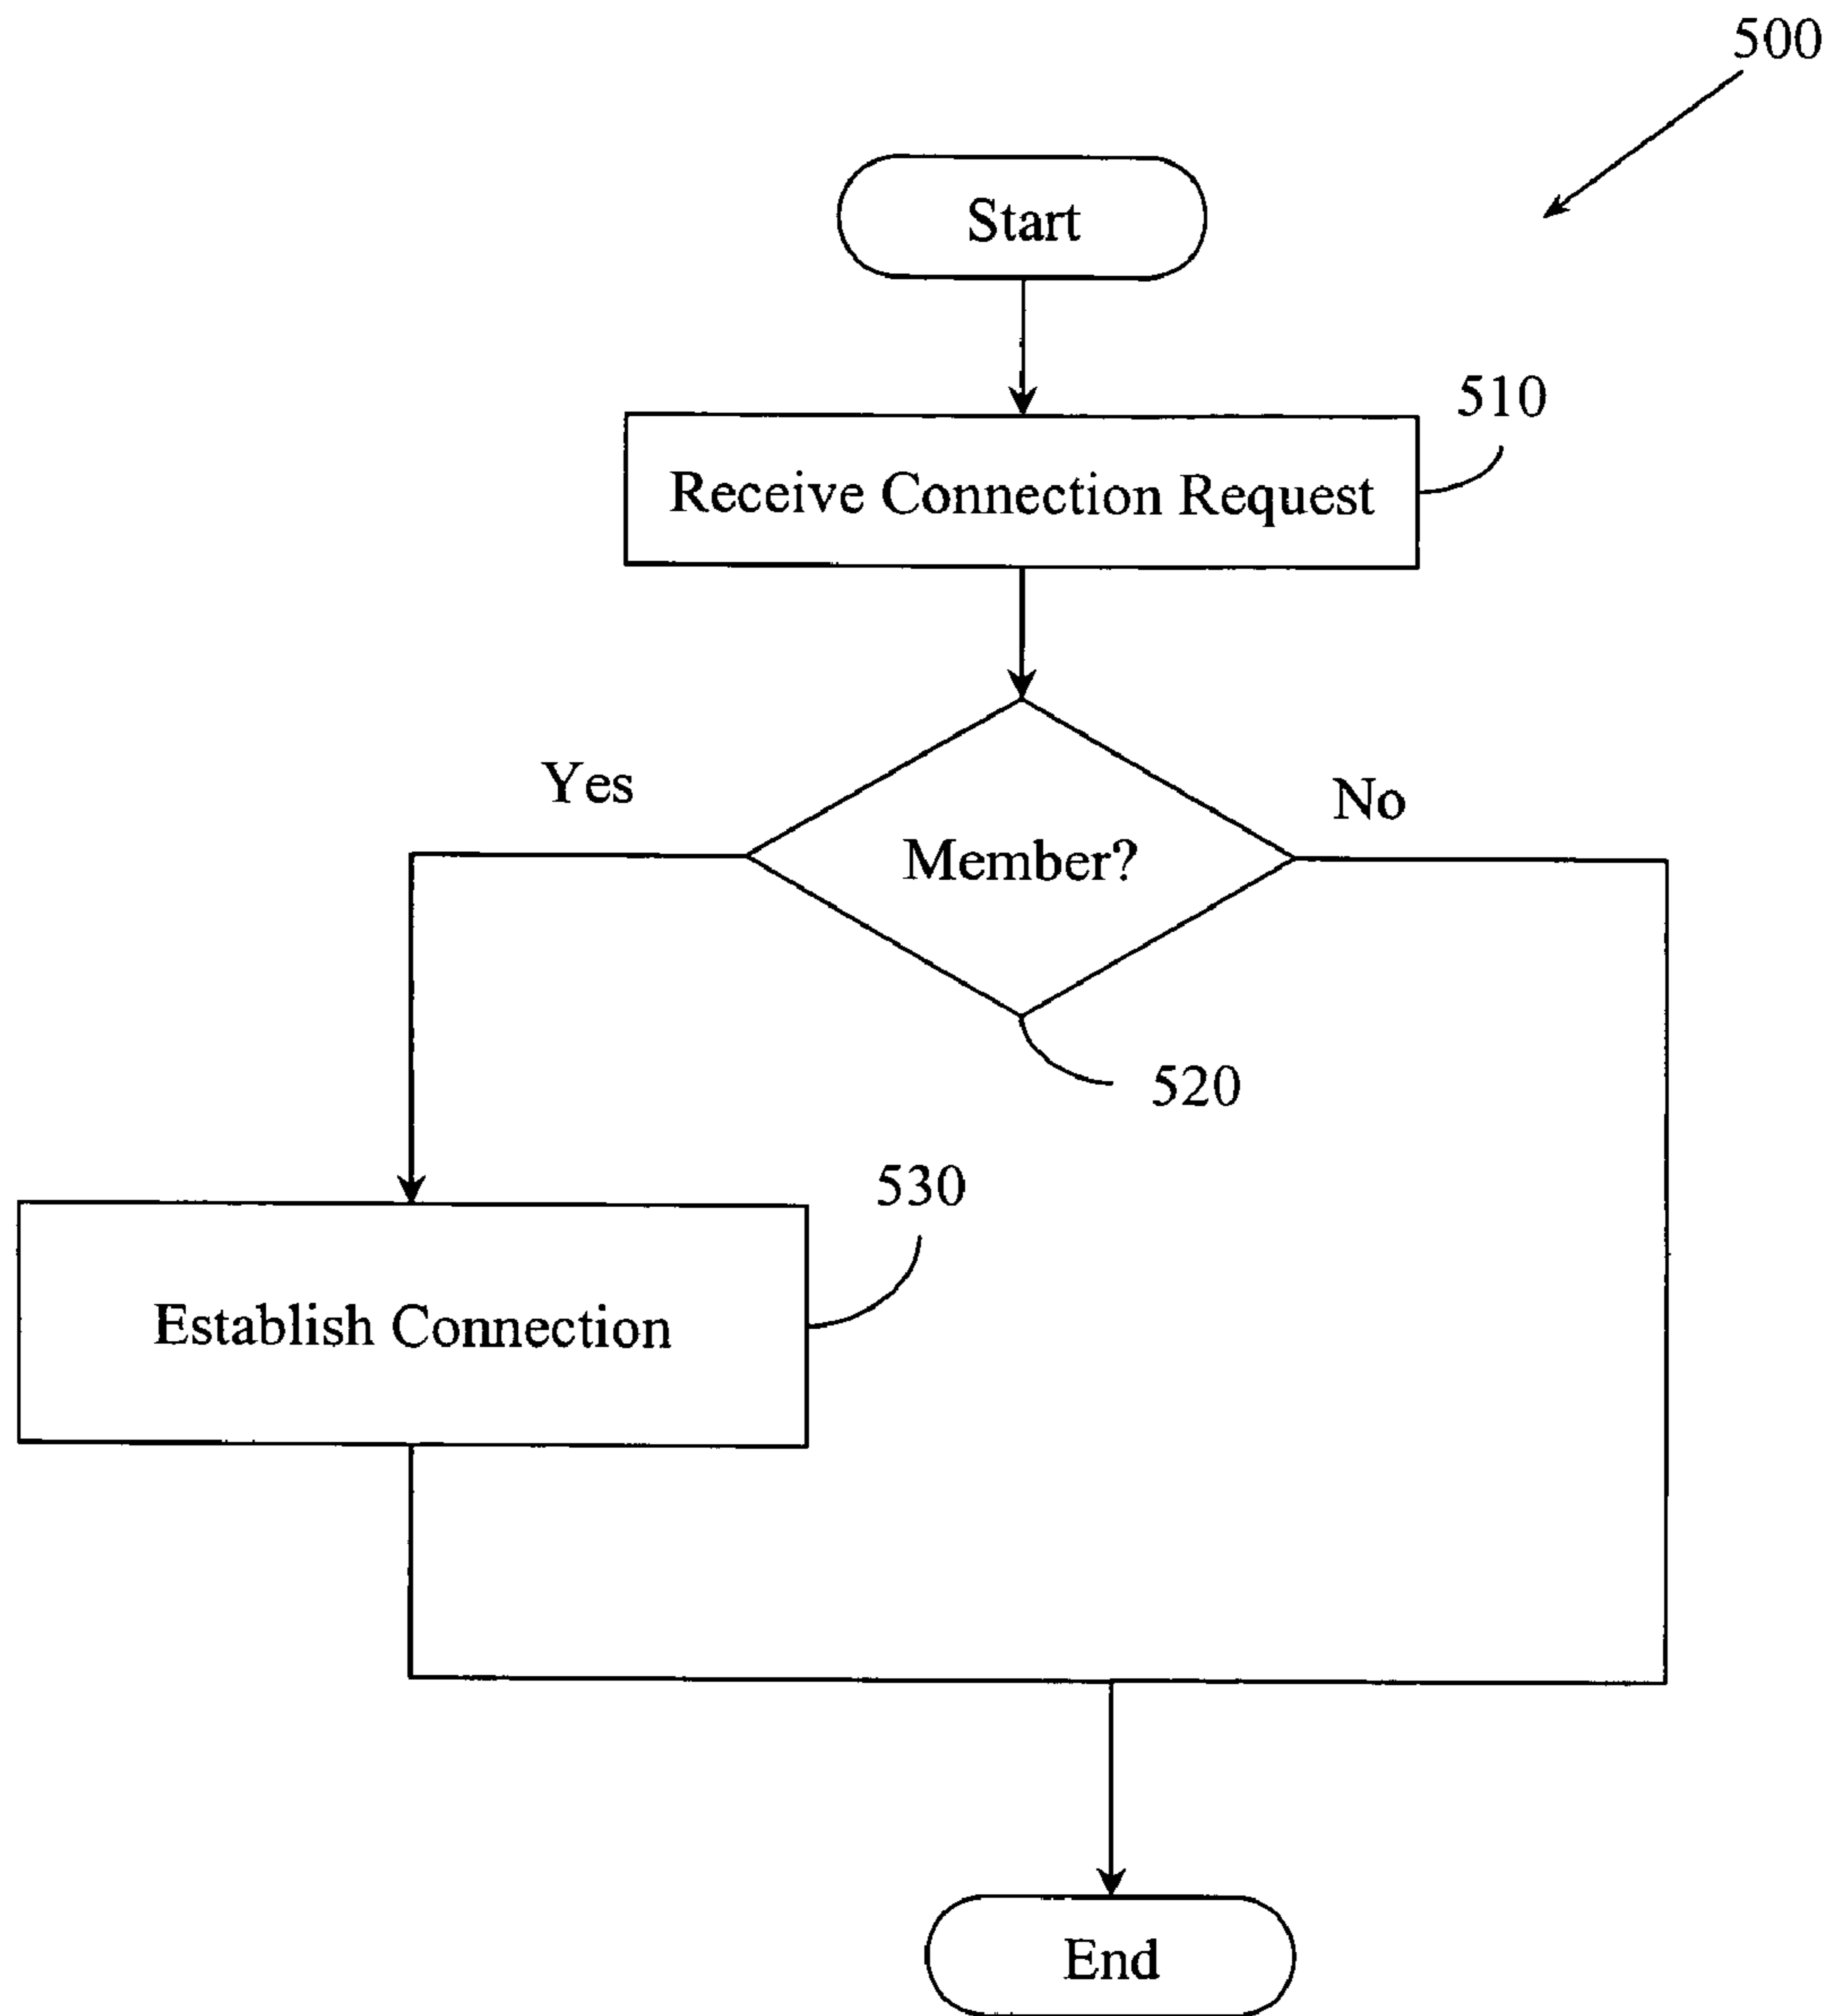 500
Start
510
Receive Connection Request
Yes
No
Member?
520
530
Establish Connection
End